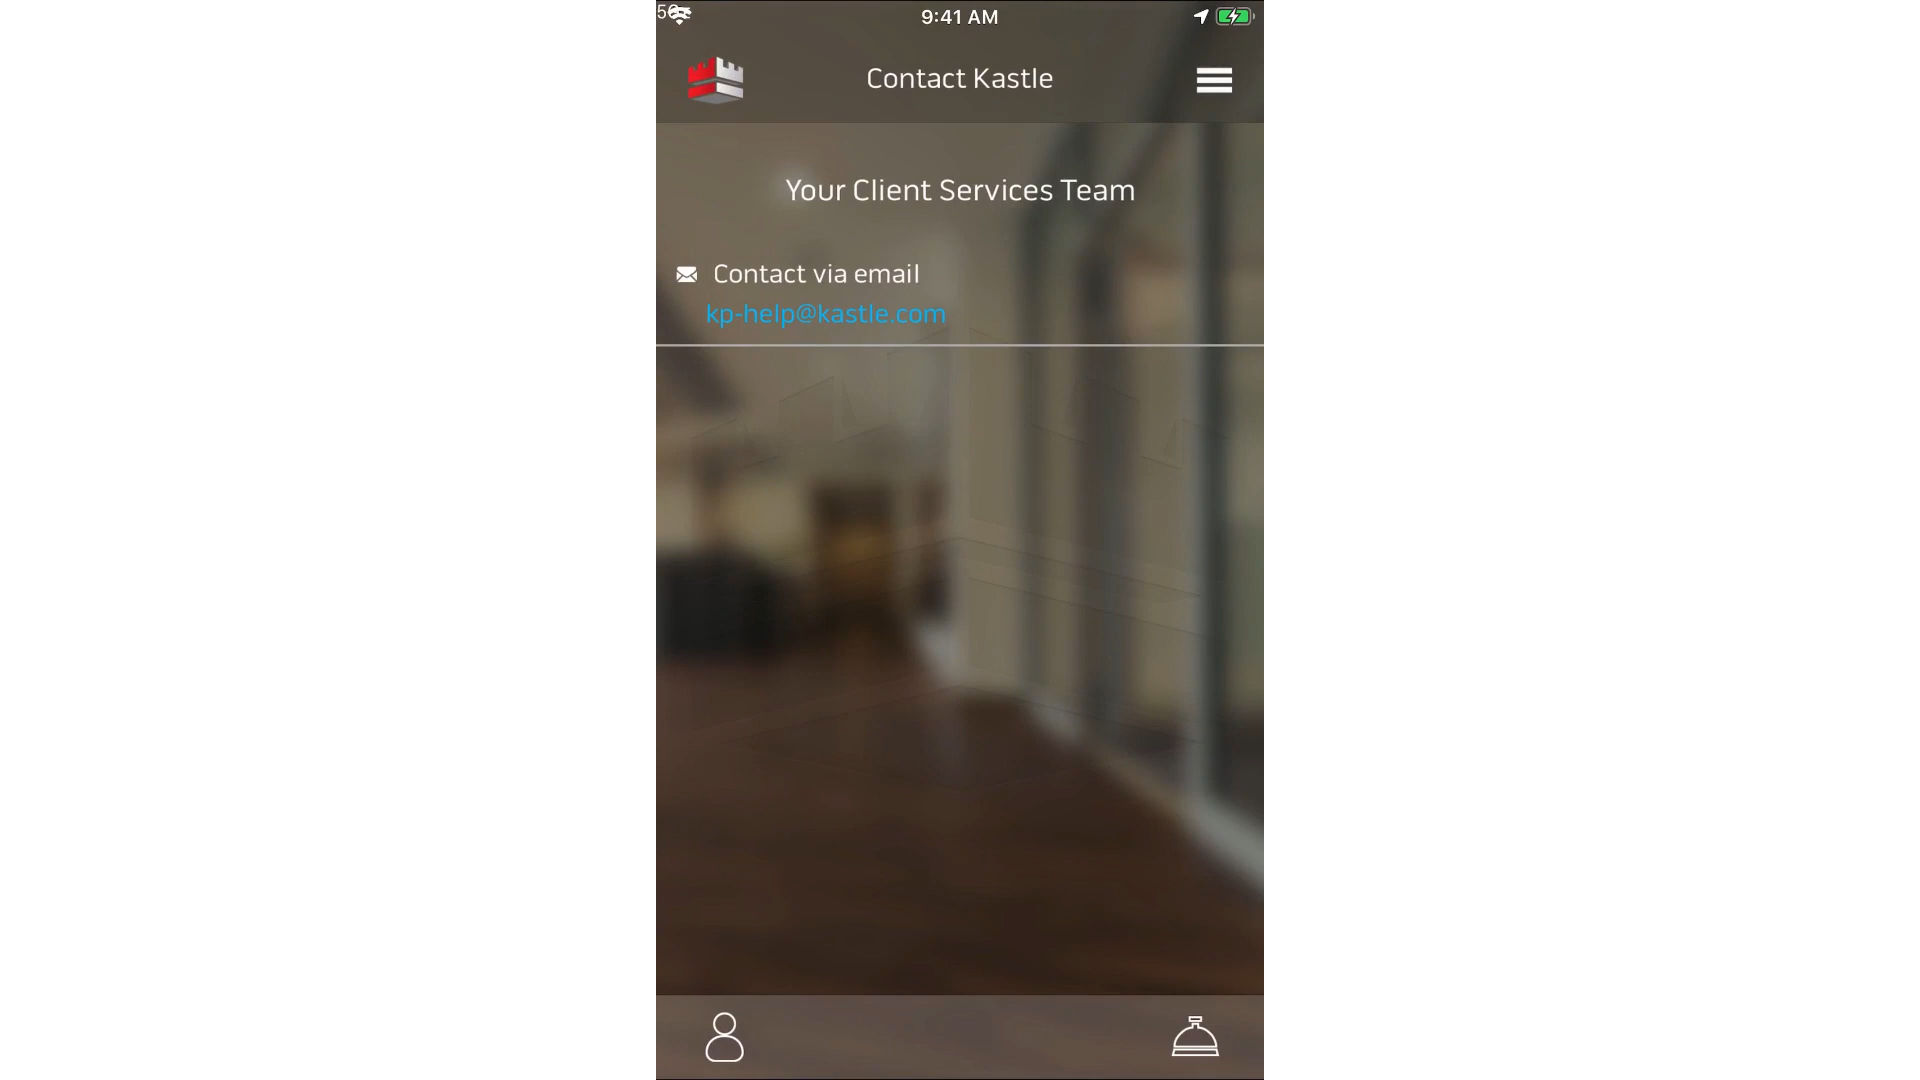 9:41 AM
Contact Kastle
Your Client Services Team
Contact via email
kp-help@kastle.com